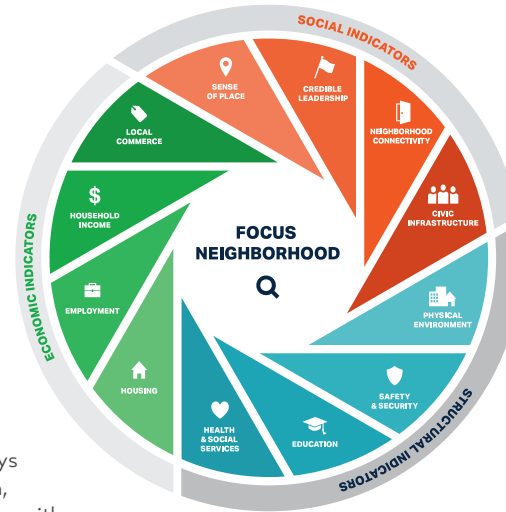 SOCIAL INDICATORS
SENSE
OF PLACE
CREDIBLE
LEADERSHIP
NEIGHBORHOOD
CONNECTIVITY
CIVIC
INFRASTRUCTURE
STRUCTURAL INDICATORS
PHYSICAL
ENVIRONMENT
SAFETY
& SECURITY
EDUCATION
HEALTH
& SOCIAL
SERVICES
ECONOMIC INDICATORS
HOUSING
EMPLOYMENT
$
HOUSEHOLD
INCOME
LOCAL
COMMERCE
FOCUS
NEIGHBORHOOD